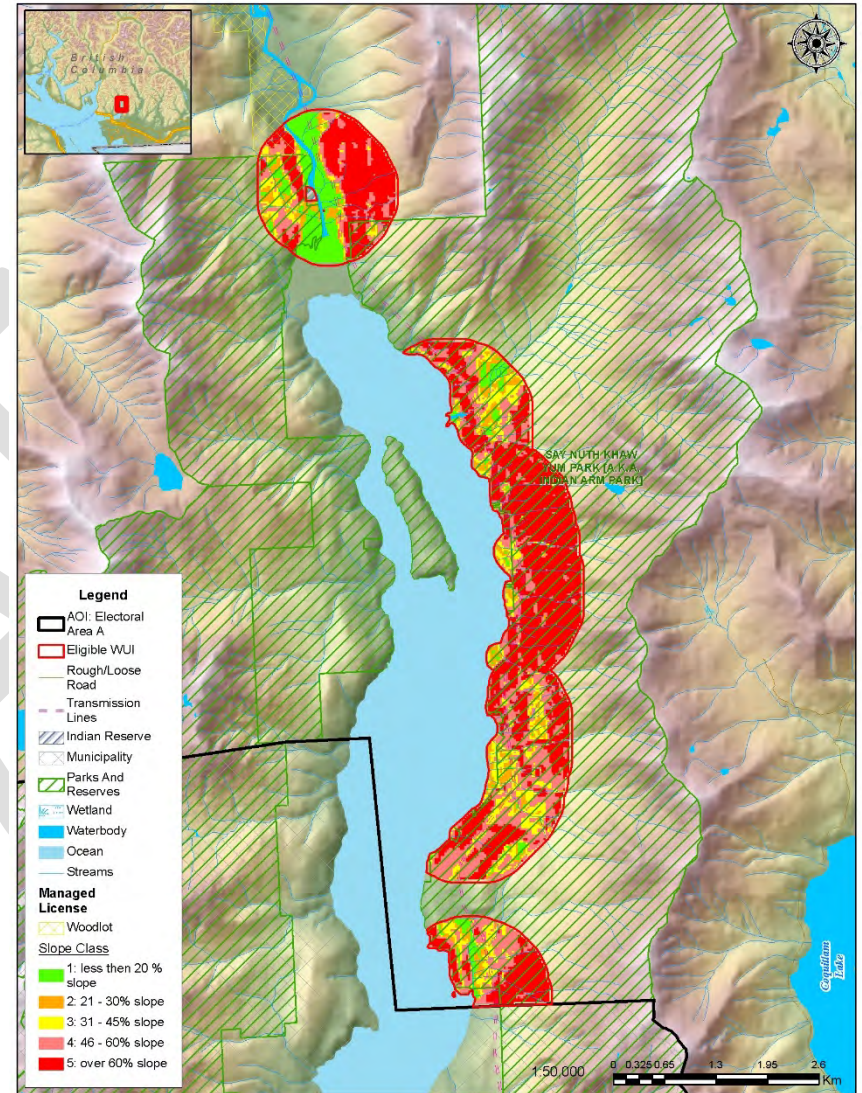 British
Columbia
SAY NUTH KHAW
YUM PARK [A.K.A.
INDIAN ARM PARK]
Legend
AOI: Electoral
Area A
Eligible WUI
Rough/Loose
Road
Transmission
Lines
Indian Reserve
Municipality
Parks And
Reserves
Wetland
Waterbody
Ocean
Streams
Managed
License
Woodlot
Slope Class
1: less then 20 %
slope
2: 21 - 30% slope
3: 31 - 45% slope
4: 46 - 60% slope
5: over 60% slope
Coquitlam
Lake
1:50,000
0 0.325 0.65 1.3 1.95 2.6
Km